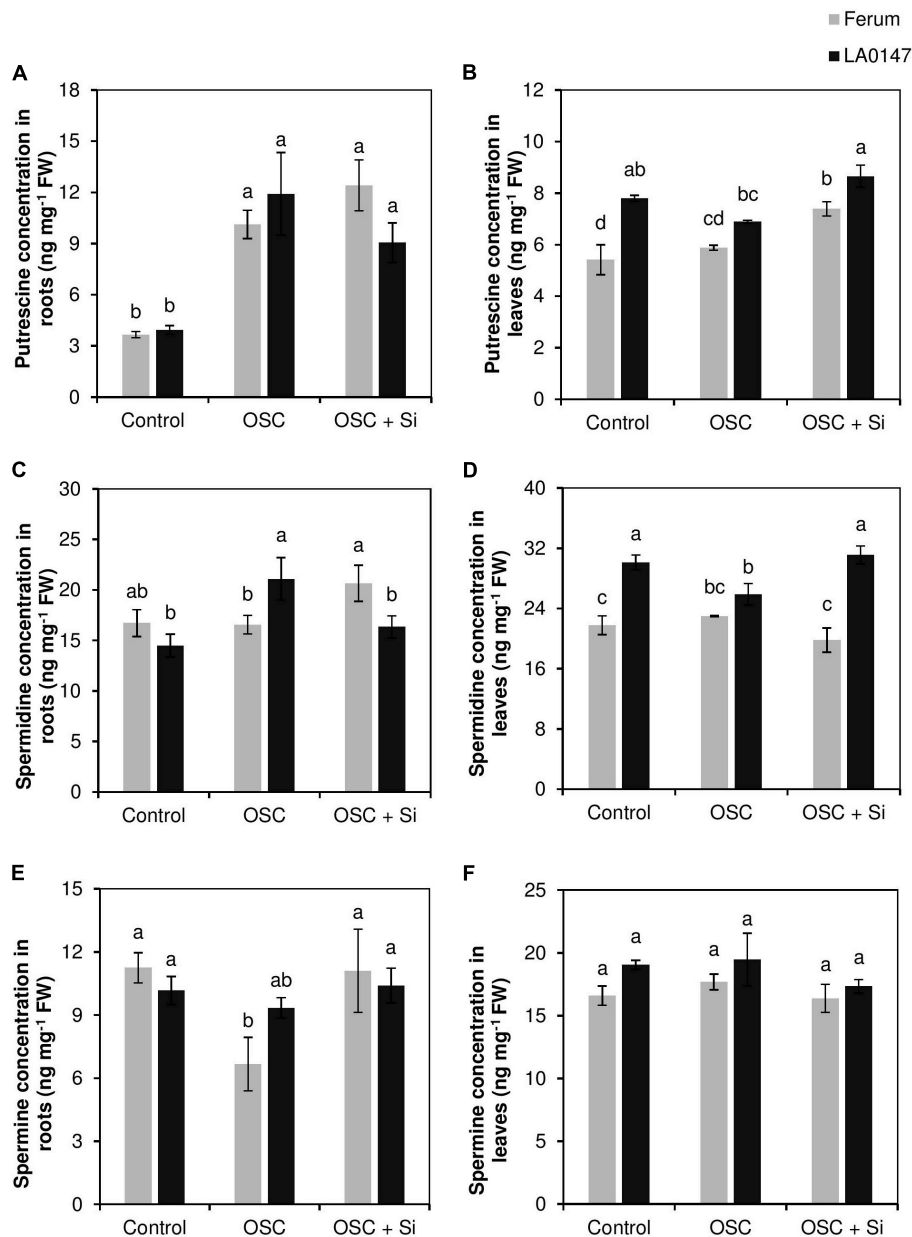 Ferum
LA0147
A
Putrescine concentration in
roots (ng mg⁻¹ FW)
18
15
12
9
6
3
0
b b a a a a
Control OSC OSC + Si
B
Putrescine concentration in
leaves (ng mg⁻¹ FW)
12
10
8
6
4
2
0
d ab cd bc b a
Control OSC OSC + Si
C
Spermidine concentration in
roots (ng mg⁻¹ FW)
30
25
20
15
10
5
0
ab b b a a b
Control OSC OSC + Si
D
Spermidine concentration in
leaves (ng mg⁻¹ FW)
40
32
24
16
8
0
c a bc b c a
Control OSC OSC + Si
E
Spermine concentration in
roots (ng mg⁻¹ FW)
15
12
9
6
3
0
a a b ab a a
Control OSC OSC + Si
F
Spermine concentration in
leaves (ng mg⁻¹ FW)
25
20
15
10
5
0
a a a a a a
Control OSC OSC + Si